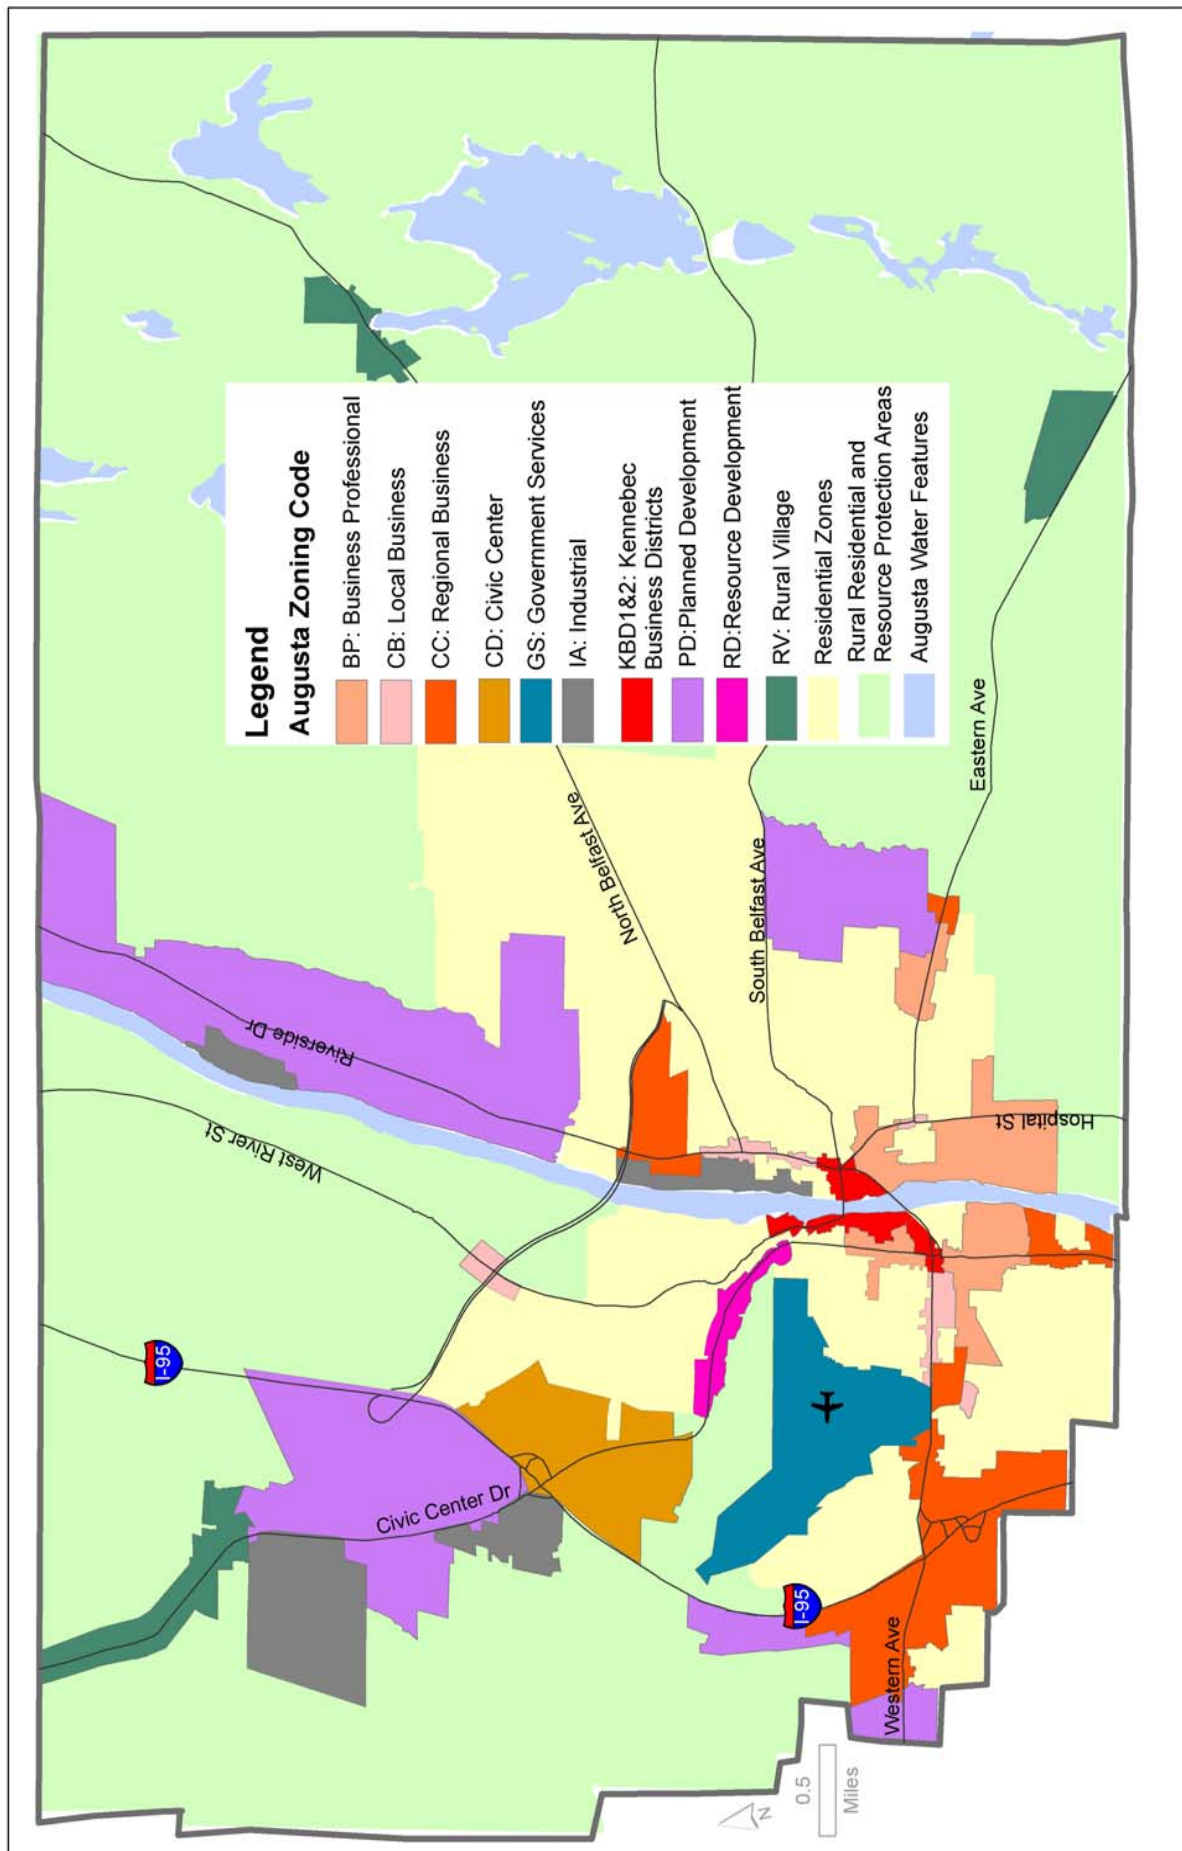 Legend
Augusta Zoning Code
BP: Business Professional
CB: Local Business
CC: Regional Business
CD: Civic Center
GS: Government Services
IA: Industrial
KBD1&2: Kennebec
Business Districts
PD:Planned Development
RD:Resource Development
RV: Rural Village
Residential Zones
Rural Residential and
Resource Protection Areas
Augusta Water Features
I-95
Civic Center Dr
West River St
Riverside Dr
North Belfast Ave
South Belfast Ave
Eastern Ave
Hospital St
I-95
Western Ave
N
0.5
Miles